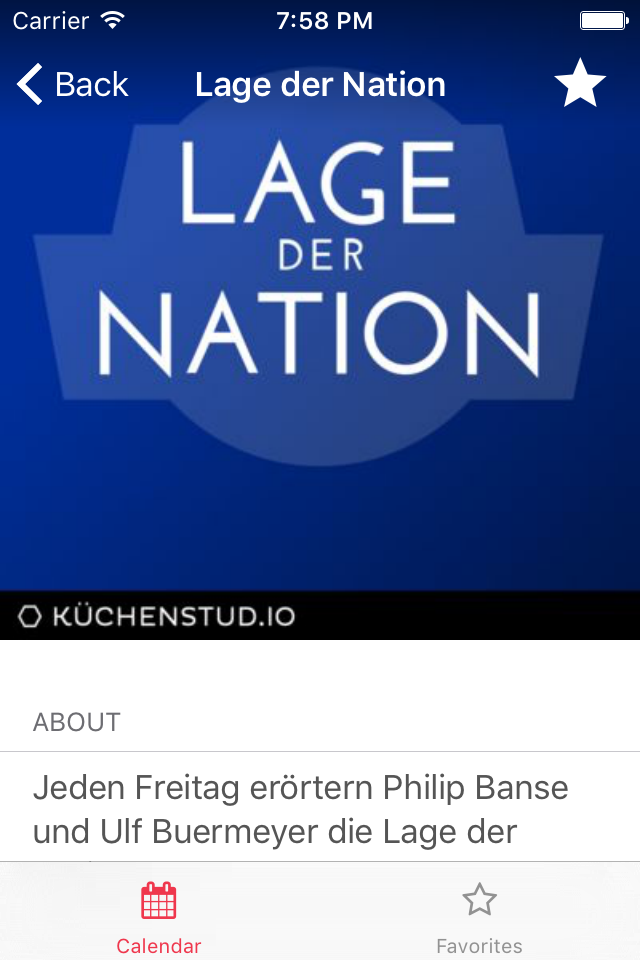 Carrier 7:58 PM
Back Lage der Nation
LAGE
DER
NATION
KÜCHENSTUD.IO
ABOUT
Jeden Freitag erörtern Philip Banse
und Ulf Buermeyer die Lage der
Calendar Favorites